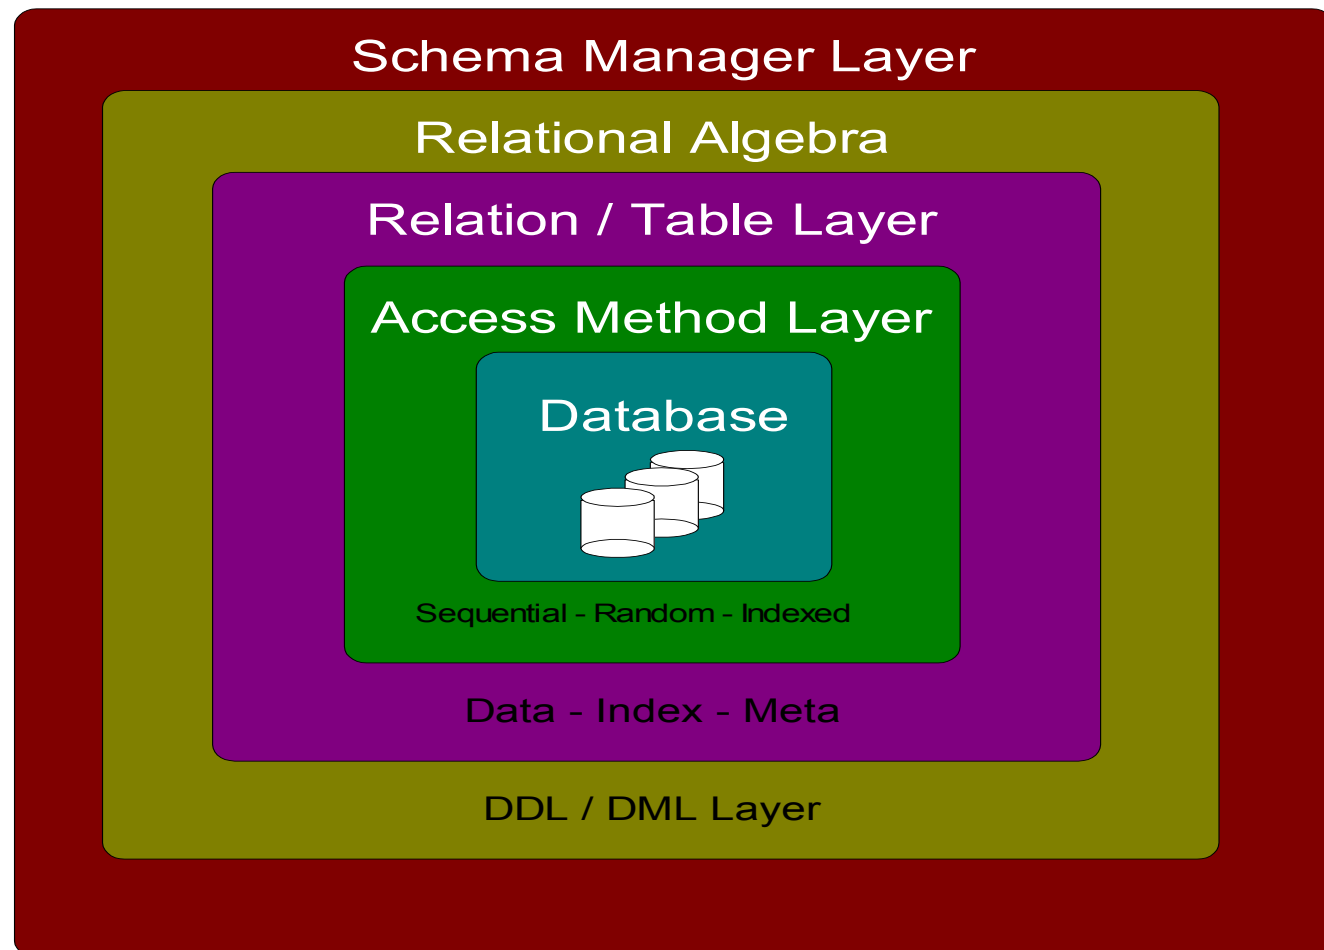 Schema Manager Layer
Relational Algebra
Relation / Table Layer
Access Method Layer
Database
Sequential - Random - Indexed
Data - Index - Meta
DDL / DML Layer